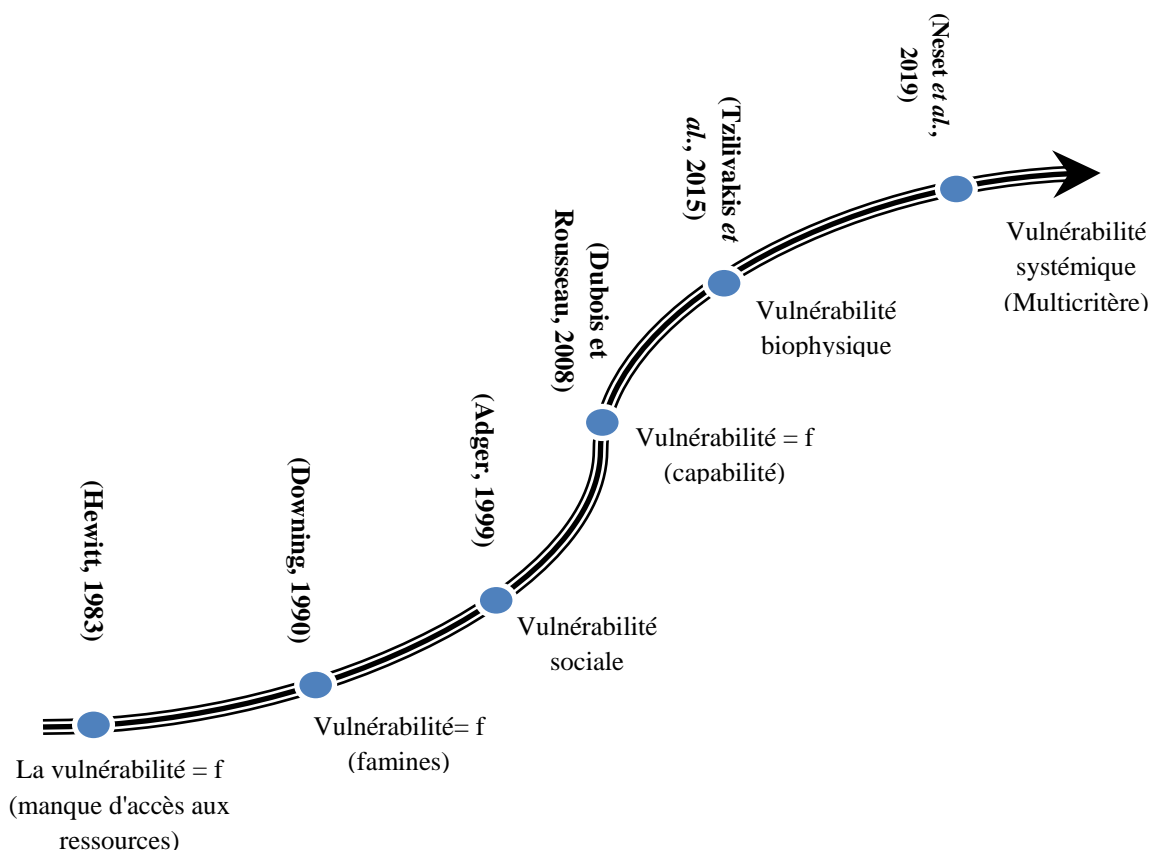 (Hewitt, 1983)
La vulnérabilité = f
(manque d'accès aux
ressources)
(Downing, 1990)
Vulnérabilité= f
(famines)
(Adger, 1999)
Vulnérabilité
sociale
(Dubois et
Rousseau, 2008)
Vulnérabilité = f
(capabilité)
(Tzilivakis et
al., 2015)
Vulnérabilité
biophysique
(Neset et al.,
2019)
Vulnérabilité
systémique
(Multicritère)